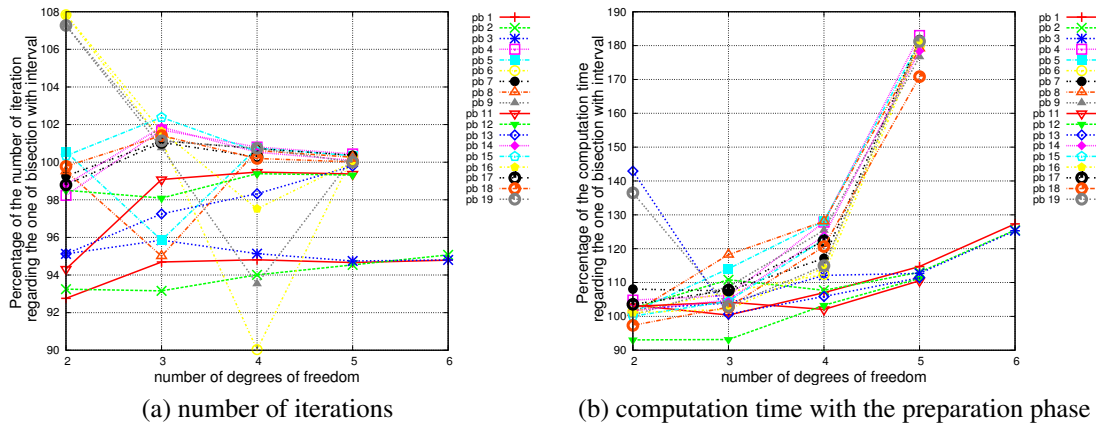 Percentage of the number of iteration
regarding the one of bisection with interval
108
106
104
102
100
98
96
94
92
90
2
3
4
5
6
number of degrees of freedom
pb 1
pb 2
pb 3
pb 4
pb 5
pb 6
pb 7
pb 8
pb 9
pb 11
pb 12
pb 13
pb 14
pb 15
pb 16
pb 17
pb 18
pb 19
(a) number of iterations
Percentage of the computation time
regarding the one of bisection with interval
190
180
170
160
150
140
130
120
110
100
90
2
3
4
5
6
number of degrees of freedom
pb 1
pb 2
pb 3
pb 4
pb 5
pb 6
pb 7
pb 8
pb 9
pb 11
pb 12
pb 13
pb 14
pb 15
pb 16
pb 17
pb 18
pb 19
(b) computation time with the preparation phase